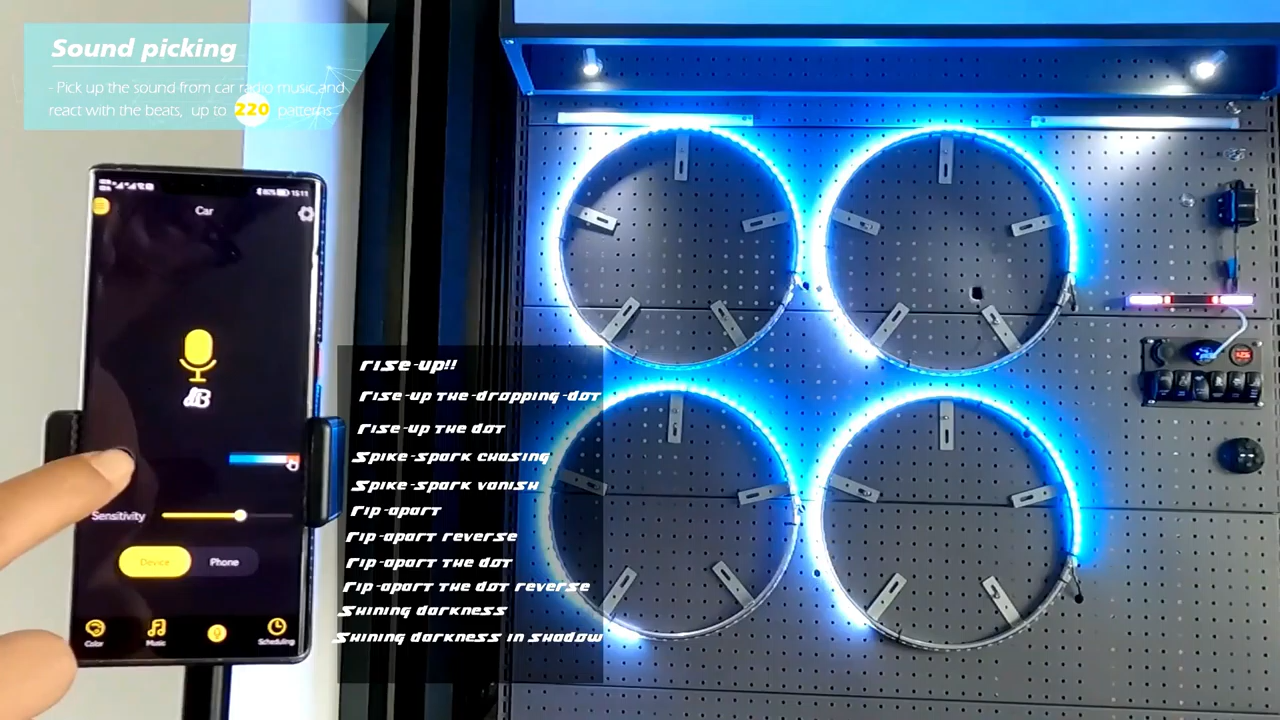 Sound picking
- Pick up the sound from car radio music,and
react with the beats, up to 220 patterns
15:11
Car
Sensitivity
Device Phone
Color Music Scheduling
Rise-up!!
Rise-up the-dropping-dot
Rise-up the dot
Spike-spark chasing
Spike-spark vanish
Rip-apart
Rip-apart reverse
Rip-apart the dot
Rip-apart the dot reverse
Shining darkness
Shining darkness in shadow